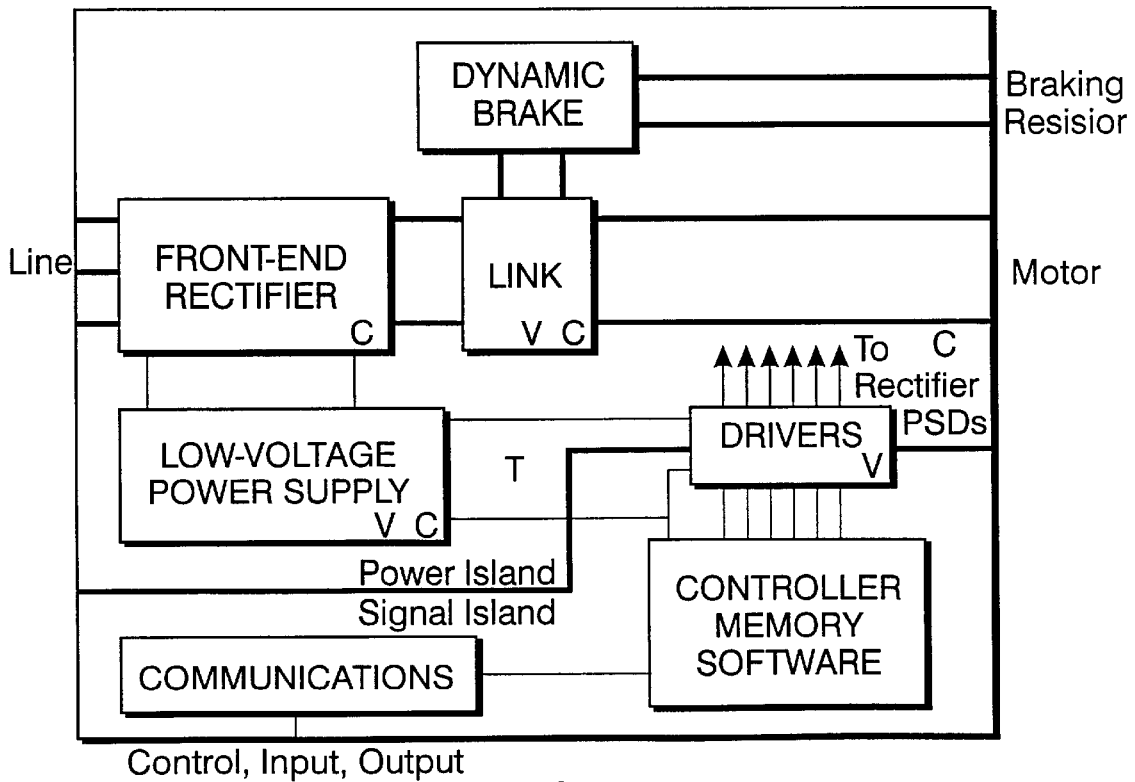 DYNAMIC
BRAKE
Braking
Resisior
Line
FRONT-END
RECTIFIER
C
LINK
V C
Motor
To C
Rectifier
PSDs
LOW-VOLTAGE
POWER SUPPLY
V C
T
DRIVERS
V
Power Island
Signal Island
CONTROLLER
MEMORY
SOFTWARE
COMMUNICATIONS
Control, Input, Output